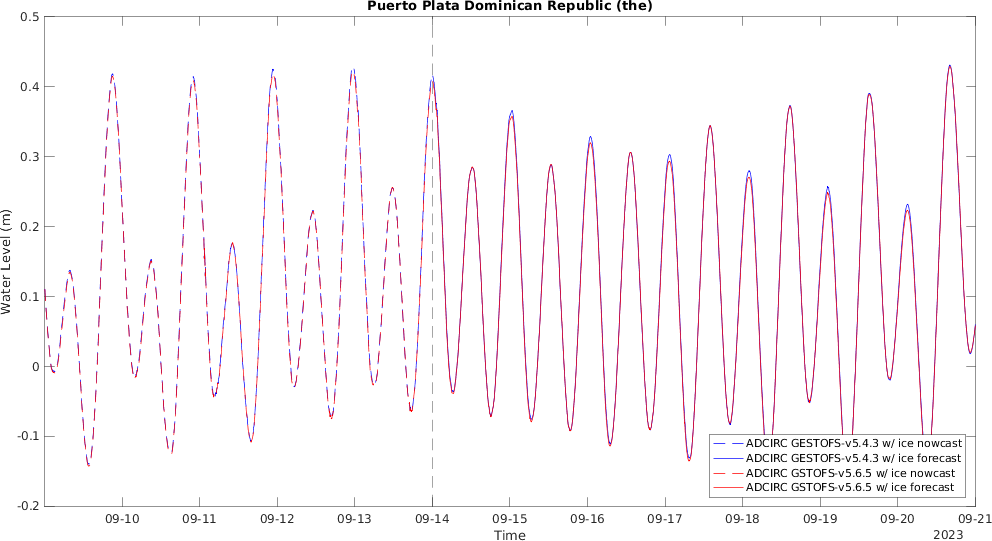 Puerto Plata Dominican Republic (the)
0.5
0.4
0.3
0.2
0.1
0
-0.1
-0.2
Water Level (m)
ADCIRC GESTOFS-v5.4.3 w/ ice nowcast
ADCIRC GESTOFS-v5.4.3 w/ ice forecast
ADCIRC GSTOFS-v5.6.5 w/ ice nowcast
ADCIRC GSTOFS-v5.6.5 w/ ice forecast
09-10 09-11 09-12 09-13 09-14 09-15 09-16 09-17 09-18 09-19 09-20 09-21
Time
2023